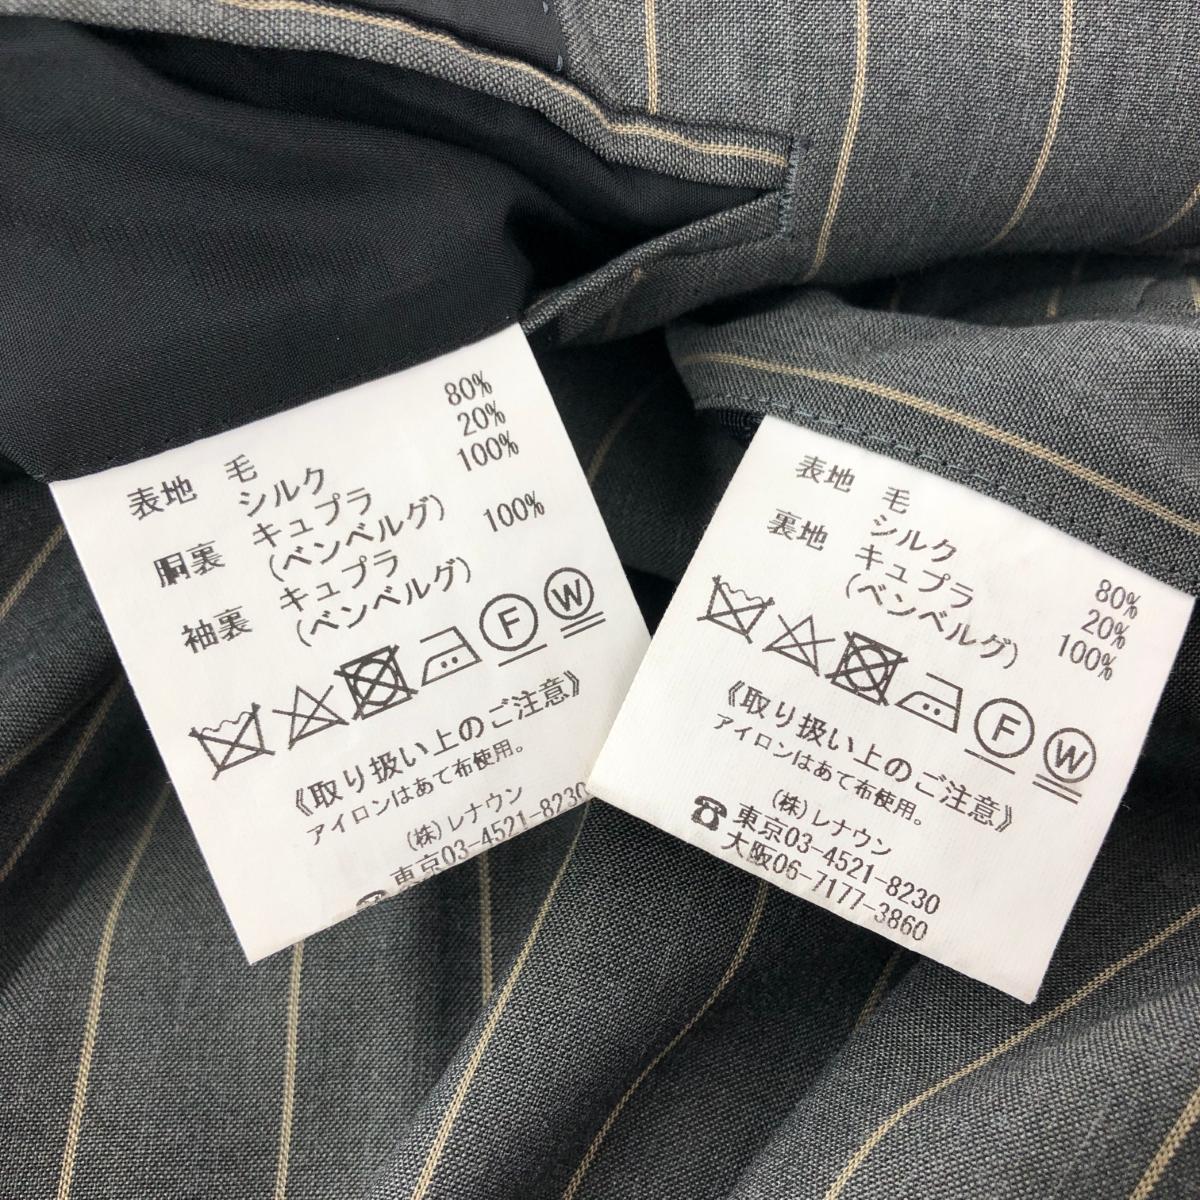 表地 毛 80%
シルク 20%
胴裏 キュプラ 100%
(ベンベルグ)
袖裏 キュプラ 100%
(ベンベルグ)
F W
《取り扱い上のご注意》
アイロンはあて布使用。
(株)レナウン
☎東京03-4521-8230
表地 毛 80%
シルク 20%
裏地 キュプラ 100%
(ベンベルグ)
F W
《取り扱い上のご注意》
アイロンはあて布使用。
(株)レナウン
☎東京03-4521-8230
大阪06-7177-3860